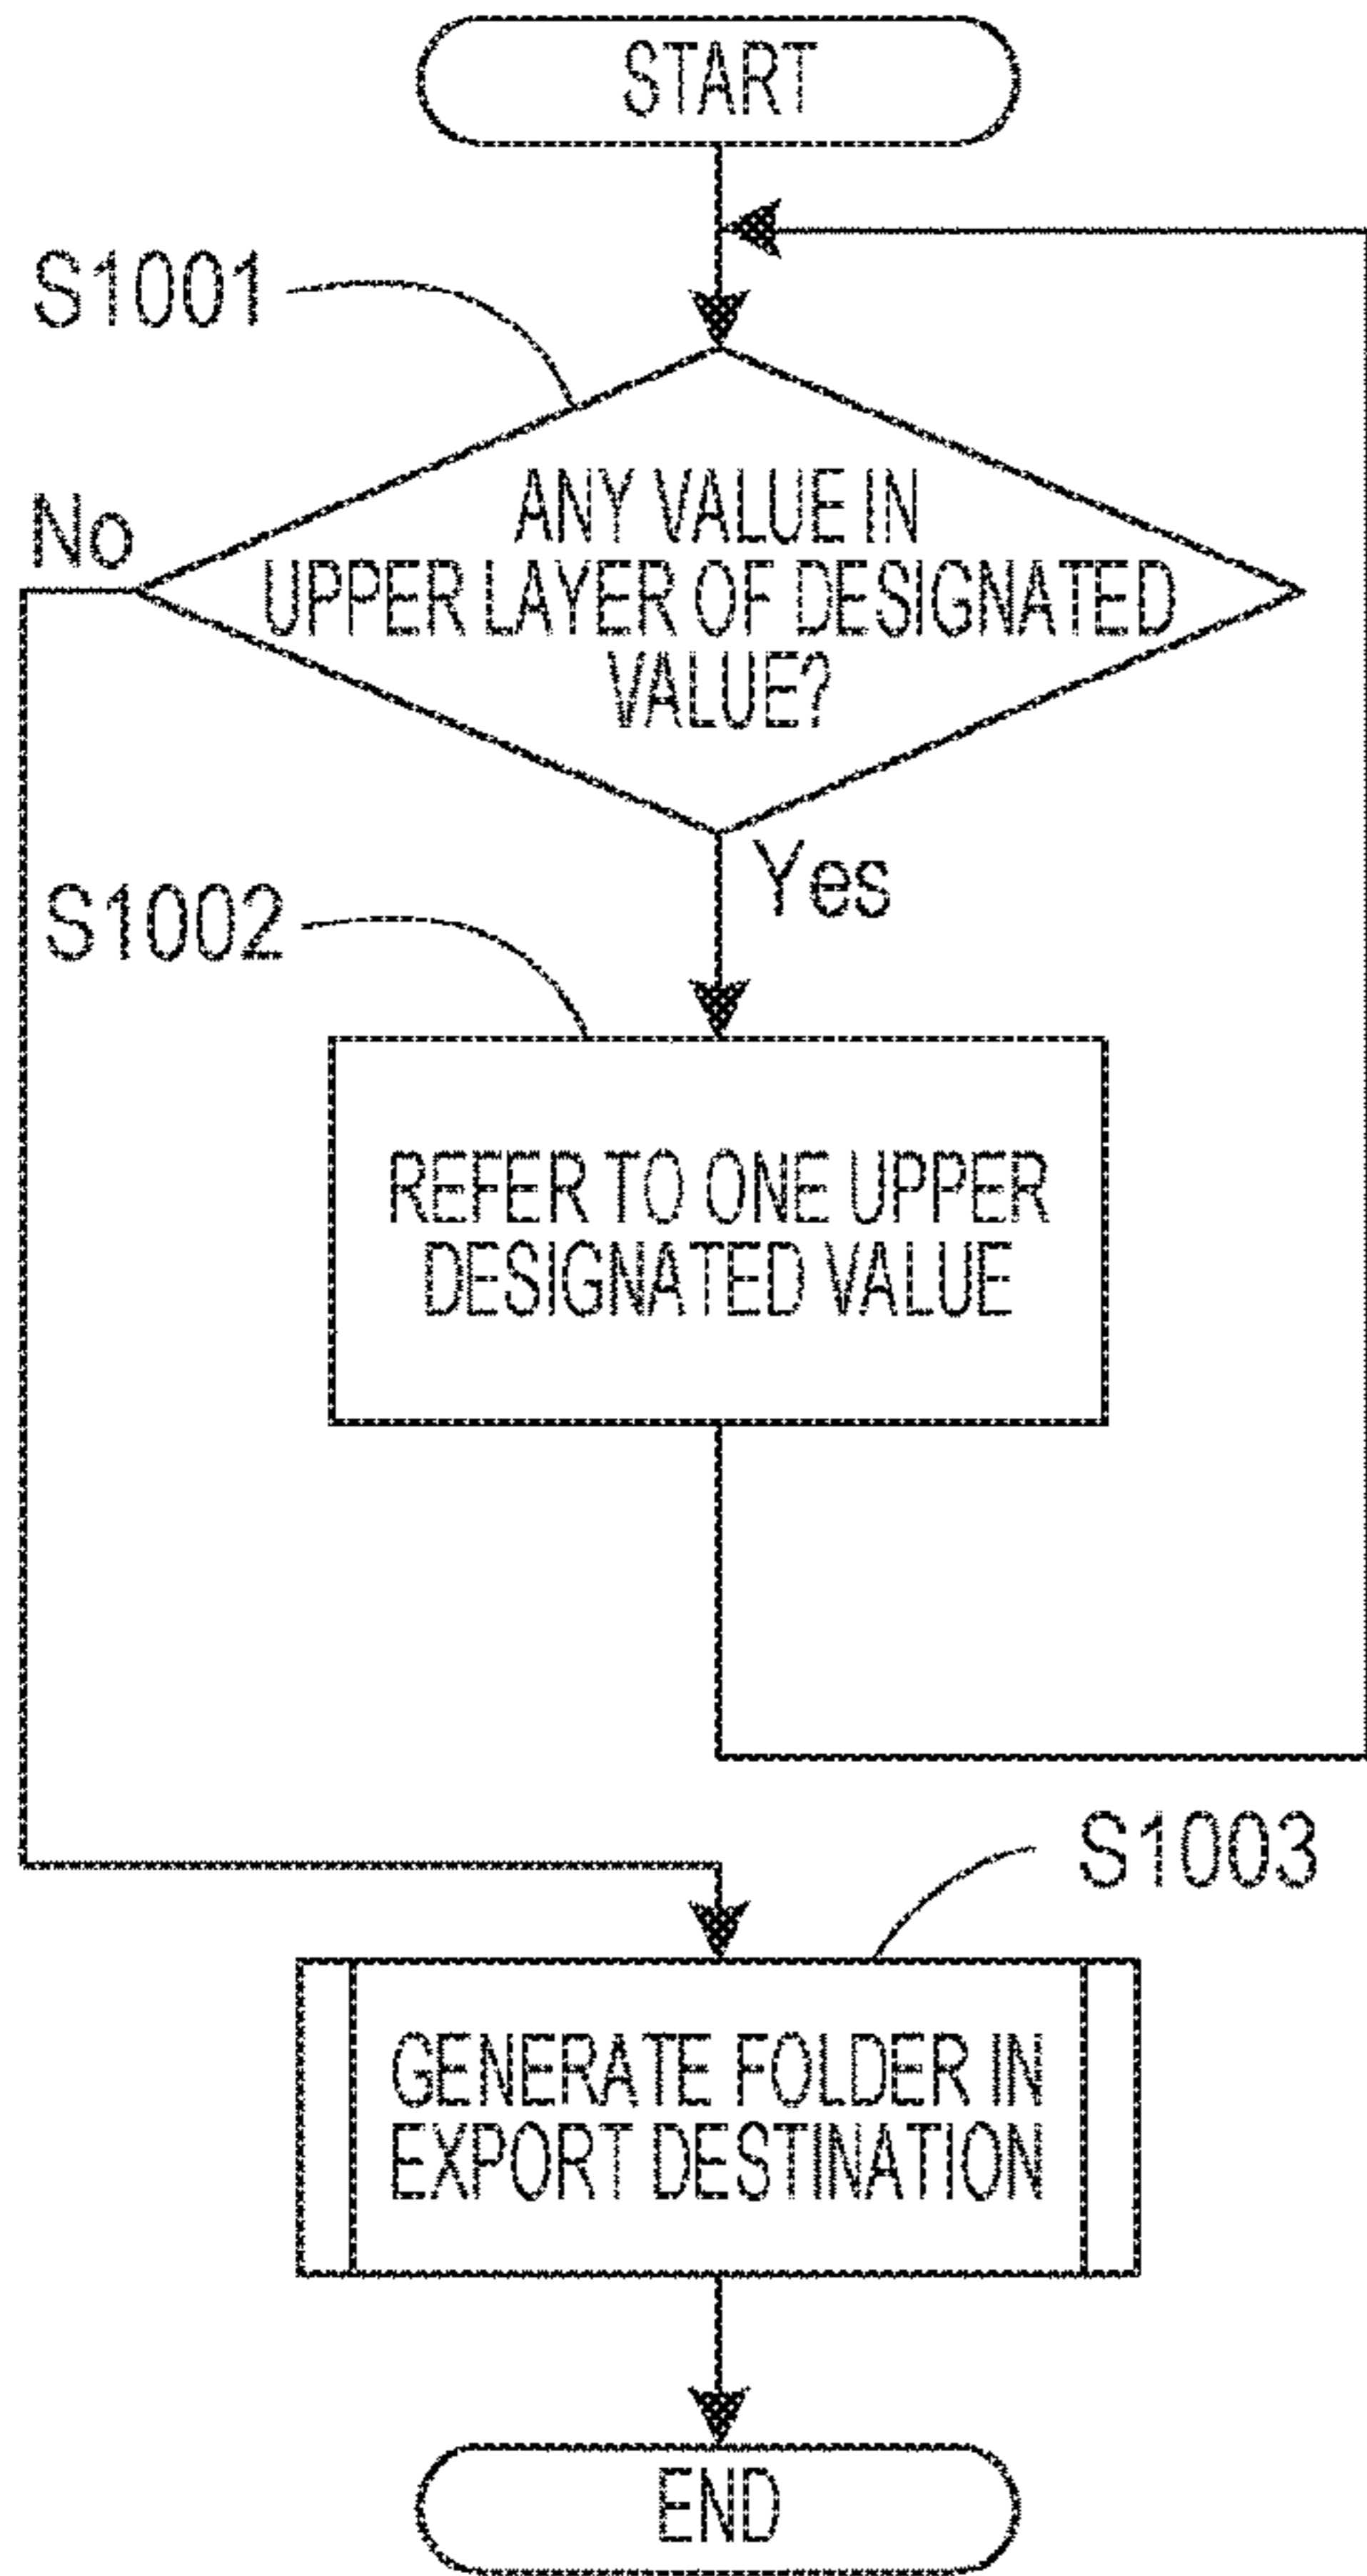 START
S1001
No
ANY VALUE IN
UPPER LAYER OF DESIGNATED
VALUE?
Yes
S1002
REFER TO ONE UPPER
DESIGNATED VALUE
S1003
GENERATE FOLDER IN
EXPORT DESTINATION
END